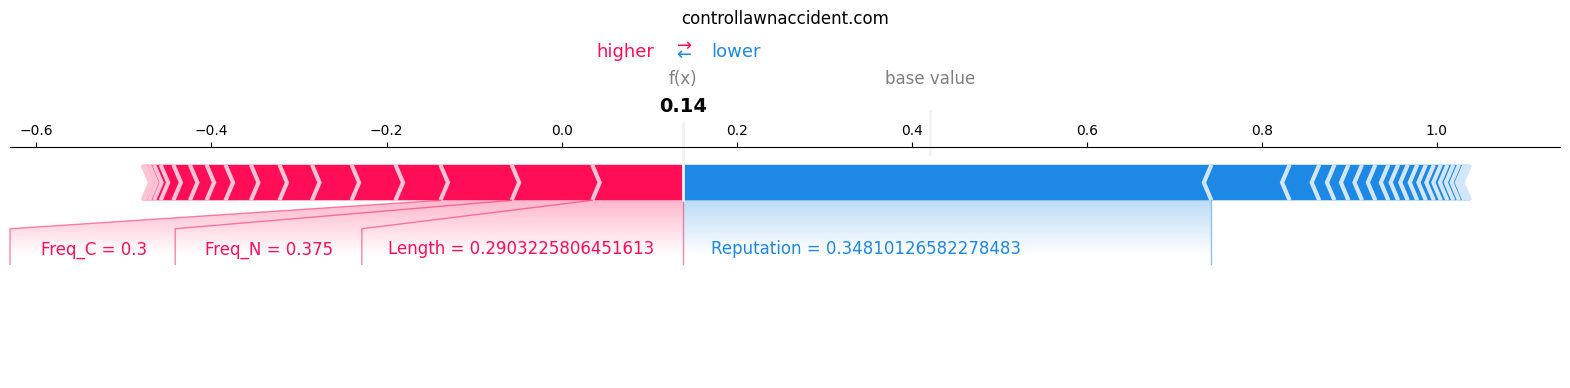 controllawnaccident.com
higher ⇄ lower
f(x) base value
0.14
−0.6 −0.4 −0.2 0.0 0.2 0.4 0.6 0.8 1.0
Freq_C = 0.3 Freq_N = 0.375 Length = 0.2903225806451613 Reputation = 0.34810126582278483